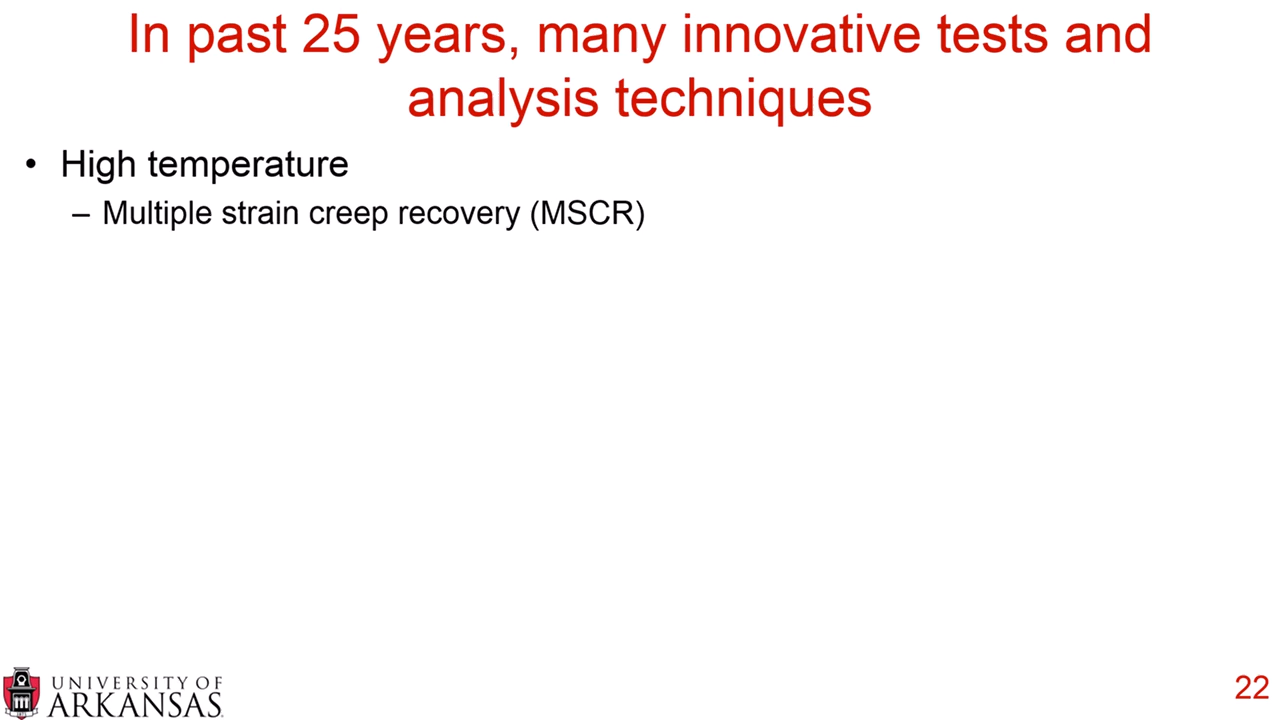 In past 25 years, many innovative tests and
analysis techniques
• High temperature
– Multiple strain creep recovery (MSCR)
UNIVERSITY OF
ARKANSAS
22